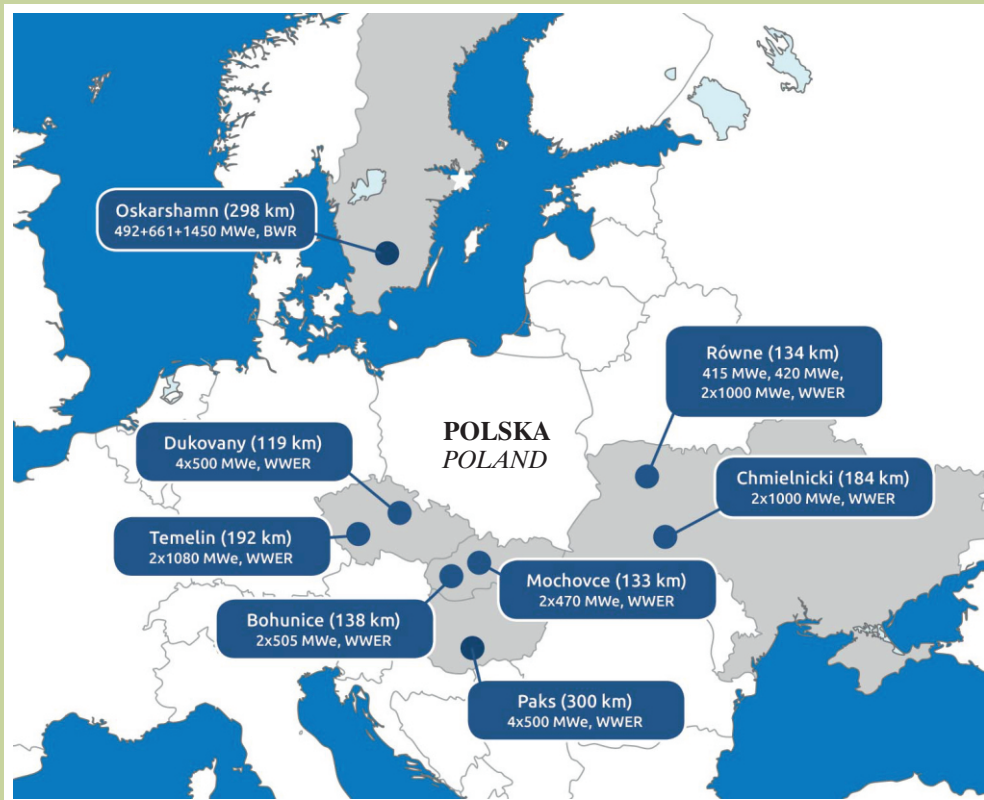 Oskarshamn (298 km)
492+661+1450 MWe, BWR
Równe (134 km)
415 MWe, 420 MWe,
2x1000 MWe, WWER
POLSKA
POLAND
Dukovany (119 km)
4x500 MWe, WWER
Chmielnicki (184 km)
2x1000 MWe, WWER
Temelin (192 km)
2x1080 MWe, WWER
Mochovce (133 km)
2x470 MWe, WWER
Bohunice (138 km)
2x505 MWe, WWER
Paks (300 km)
4x500 MWe, WWER